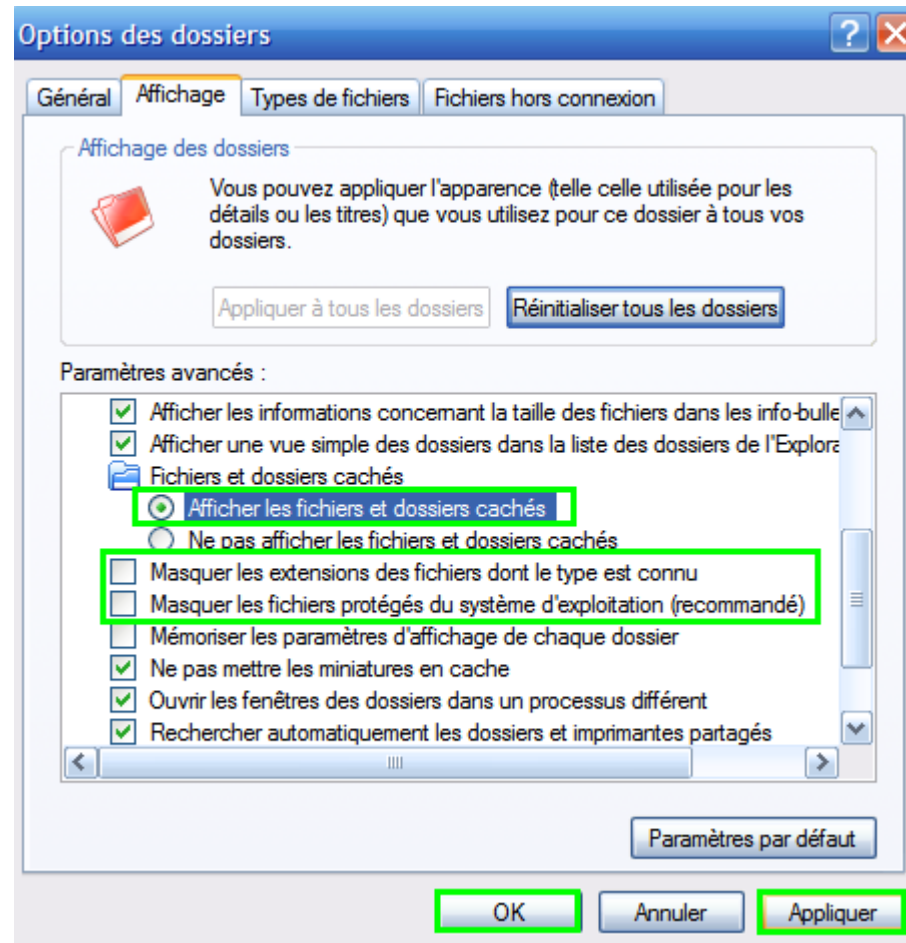 Options des dossiers
Général
Affichage
Types de fichiers
Fichiers hors connexion
Affichage des dossiers
Vous pouvez appliquer l'apparence (telle celle utilisée pour les
détails ou les titres) que vous utilisez pour ce dossier à tous vos
dossiers.
Appliquer à tous les dossiers
Réinitialiser tous les dossiers
Paramètres avancés :
Afficher les informations concernant la taille des fichiers dans les info-bulle
Afficher une vue simple des dossiers dans la liste des dossiers de l'Explora
Fichiers et dossiers cachés
Afficher les fichiers et dossiers cachés
Ne pas afficher les fichiers et dossiers cachés
Masquer les extensions des fichiers dont le type est connu
Masquer les fichiers protégés du système d'exploitation (recommandé)
Mémoriser les paramètres d'affichage de chaque dossier
Ne pas mettre les miniatures en cache
Ouvrir les fenêtres des dossiers dans un processus différent
Rechercher automatiquement les dossiers et imprimantes partagés
Paramètres par défaut
OK
Annuler
Appliquer